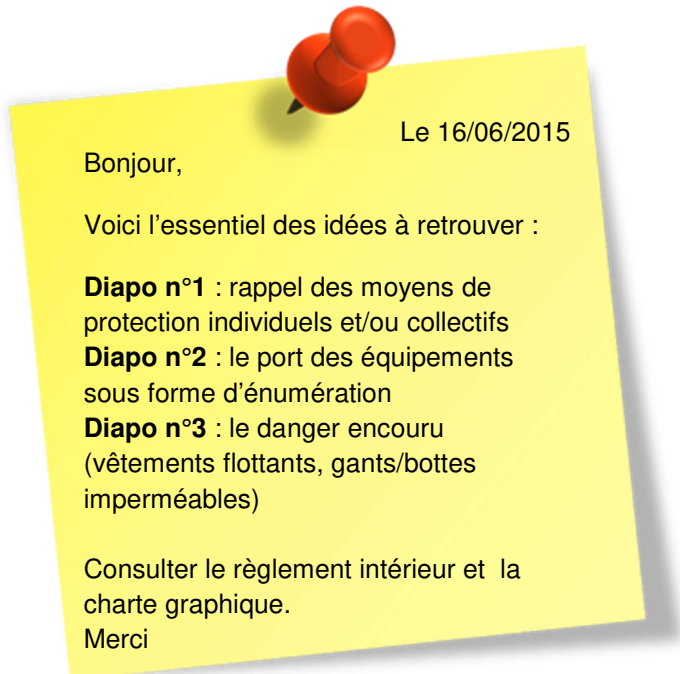 Le 16/06/2015
Bonjour,
Voici l'essentiel des idées à retrouver :
Diapo n°1 : rappel des moyens de
protection individuels et/ou collectifs
Diapo n°2 : le port des équipements
sous forme d'énumération
Diapo n°3 : le danger encouru
(vêtements flottants, gants/bottes
imperméables)
Consulter le règlement intérieur et la
charte graphique.
Merci